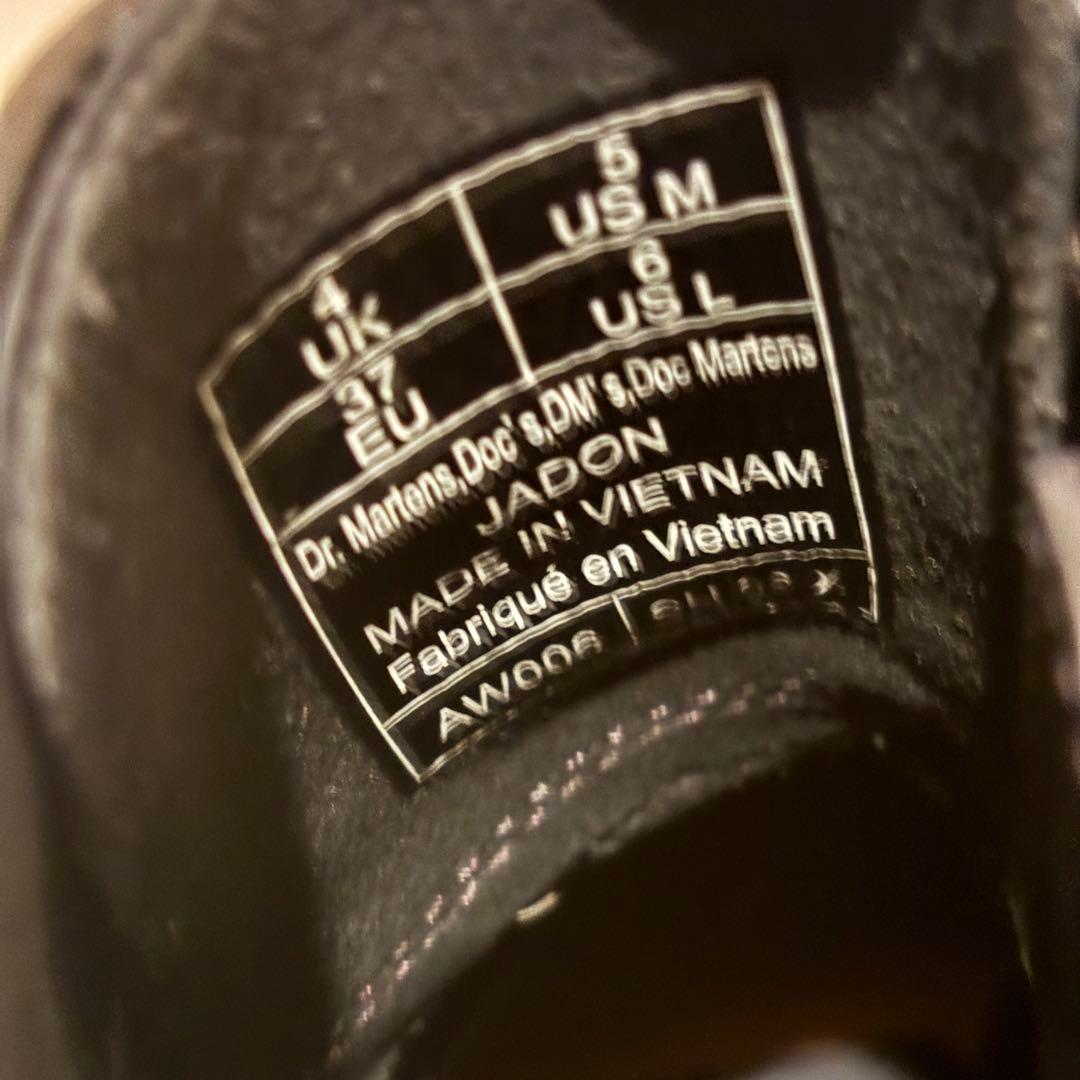 4
UK
5
US M
37
EU
6
US L
Dr. Martens,Doc's,DM's,Doc Martens
JADON
MADE IN VIETNAM
Fabriqué en Vietnam
AW006